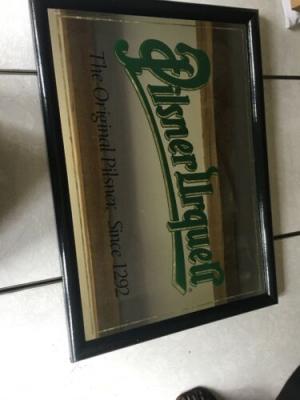 Pilsner Urquell
The Original Pilsner. Since 1292